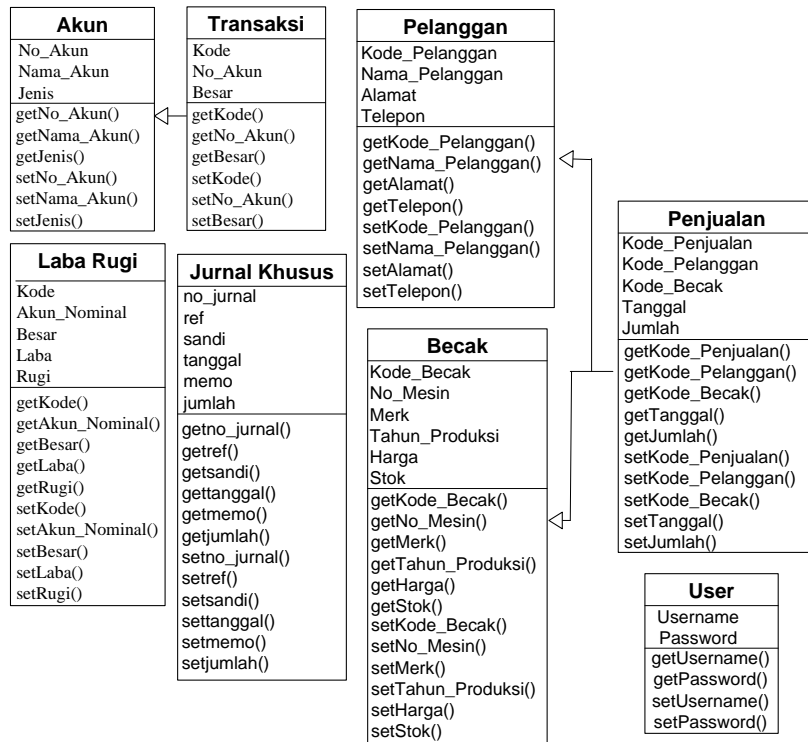 Akun
No_Akun
Nama_Akun
Jenis
getNo_Akun()
getNama_Akun()
getJenis()
setNo_Akun()
setNama_Akun()
setJenis()
Transaksi
Kode
No_Akun
Besar
getKode()
getNo_Akun()
getBesar()
setKode()
setNo_Akun()
setBesar()
Pelanggan
Kode_Pelanggan
Nama_Pelanggan
Alamat
Telepon
getKode_Pelanggan()
getNama_Pelanggan()
getAlamat()
getTelepon()
setKode_Pelanggan()
setNama_Pelanggan()
setAlamat()
setTelepon()
Penjualan
Kode_Penjualan
Kode_Pelanggan
Kode_Becak
Tanggal
Jumlah
getKode_Penjualan()
getKode_Pelanggan()
getKode_Becak()
getTanggal()
getJumlah()
setKode_Penjualan()
setKode_Pelanggan()
setKode_Becak()
setTanggal()
setJumlah()
Laba Rugi
Kode
Akun_Nominal
Besar
Laba
Rugi
getKode()
getAkun_Nominal()
getBesar()
getLaba()
getRugi()
setKode()
setAkun_Nominal()
setBesar()
setLaba()
setRugi()
Jurnal Khusus
no_jurnal
ref
sandi
tanggal
memo
jumlah
getno_jurnal()
getref()
getsandi()
gettanggal()
getmemo()
getjumlah()
setno_jurnal()
setref()
setsandi()
settanggal()
setmemo()
setjumlah()
Becak
Kode_Becak
No_Mesin
Merk
Tahun_Produksi
Harga
Stok
getKode_Becak()
getNo_Mesin()
getMerk()
getTahun_Produksi()
getHarga()
getStok()
setKode_Becak()
setNo_Mesin()
setMerk()
setTahun_Produksi()
setHarga()
setStok()
User
Username
Password
getUsername()
getPassword()
setUsername()
setPassword()